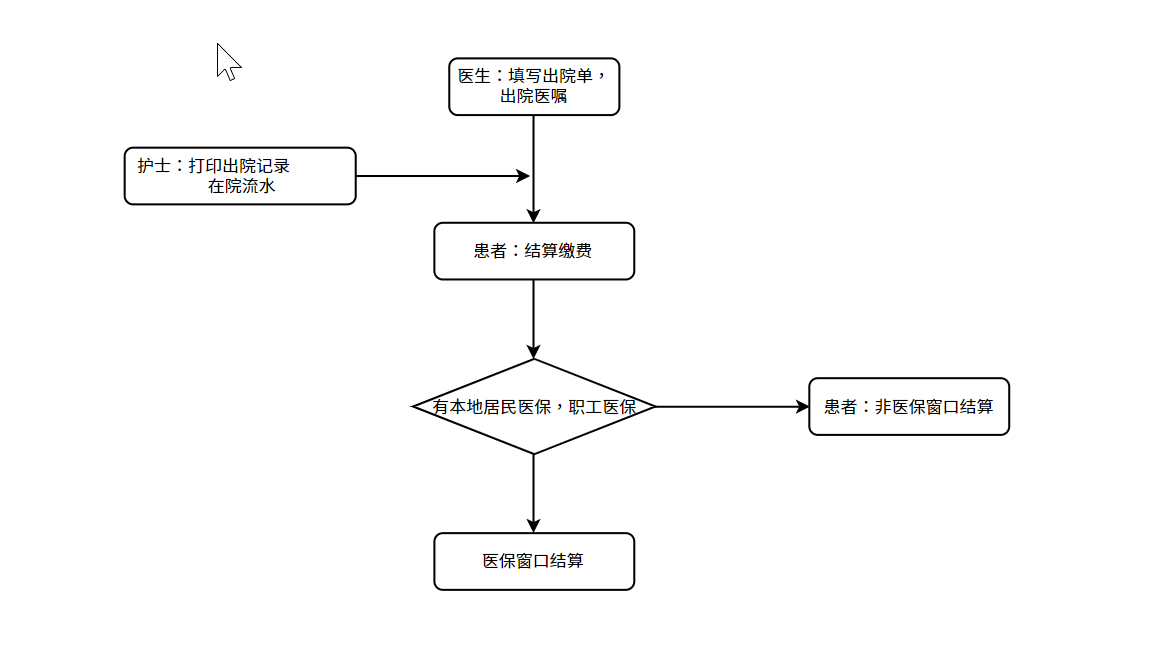 医生：填写出院单，
出院医嘱
护士：打印出院记录
在院流水
患者：结算缴费
有本地居民医保，职工医保
患者：非医保窗口结算
医保窗口结算